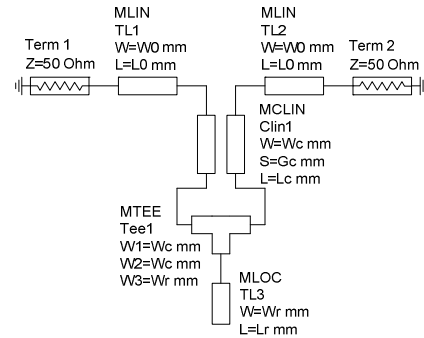 MLIN
TL1
W=W0 mm
L=L0 mm
MLIN
TL2
W=W0 mm
L=L0 mm
Term 1
Z=50 Ohm
Term 2
Z=50 Ohm
MCLIN
Clin1
W=Wc mm
S=Gc mm
L=Lc mm
MTEE
Tee1
W1=Wc mm
W2=Wc mm
W3=Wr mm
MLOC
TL3
W=Wr mm
L=Lr mm